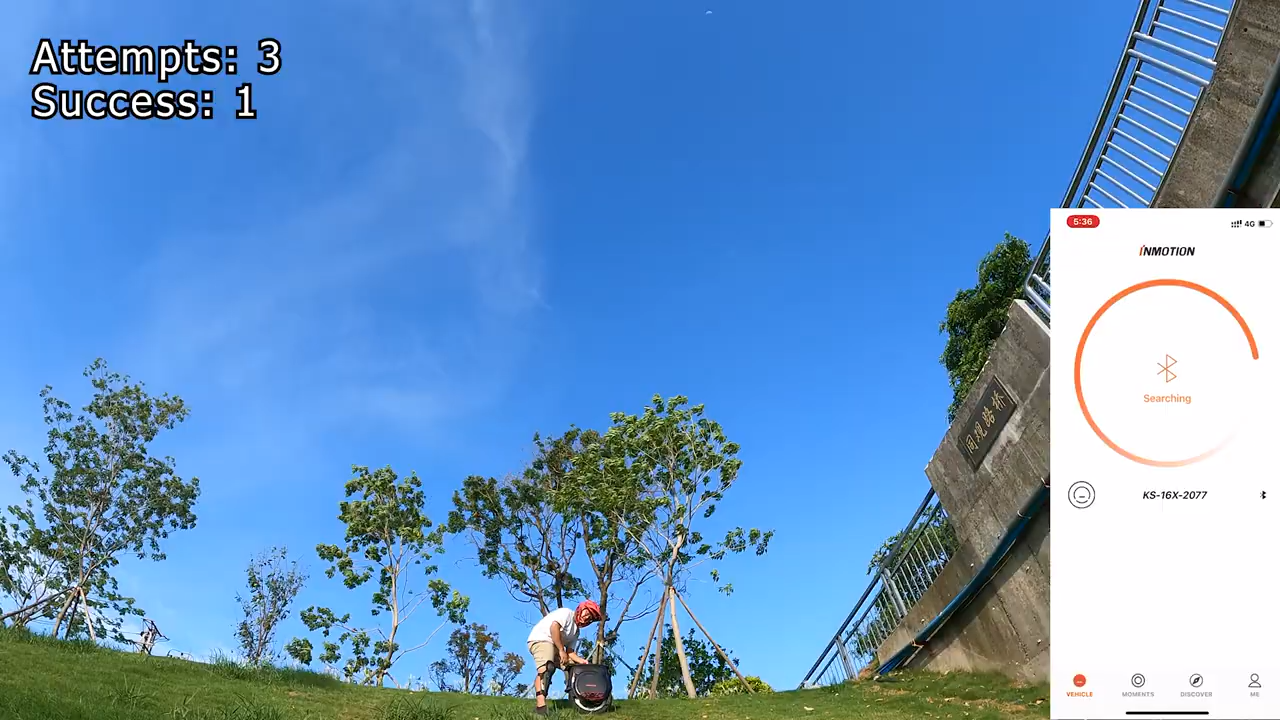 Attempts: 3
Success: 1
5:36
4G
INMOTION
Searching
KS-16X-2077
VEHICLE
MOMENTS
DISCOVER
ME